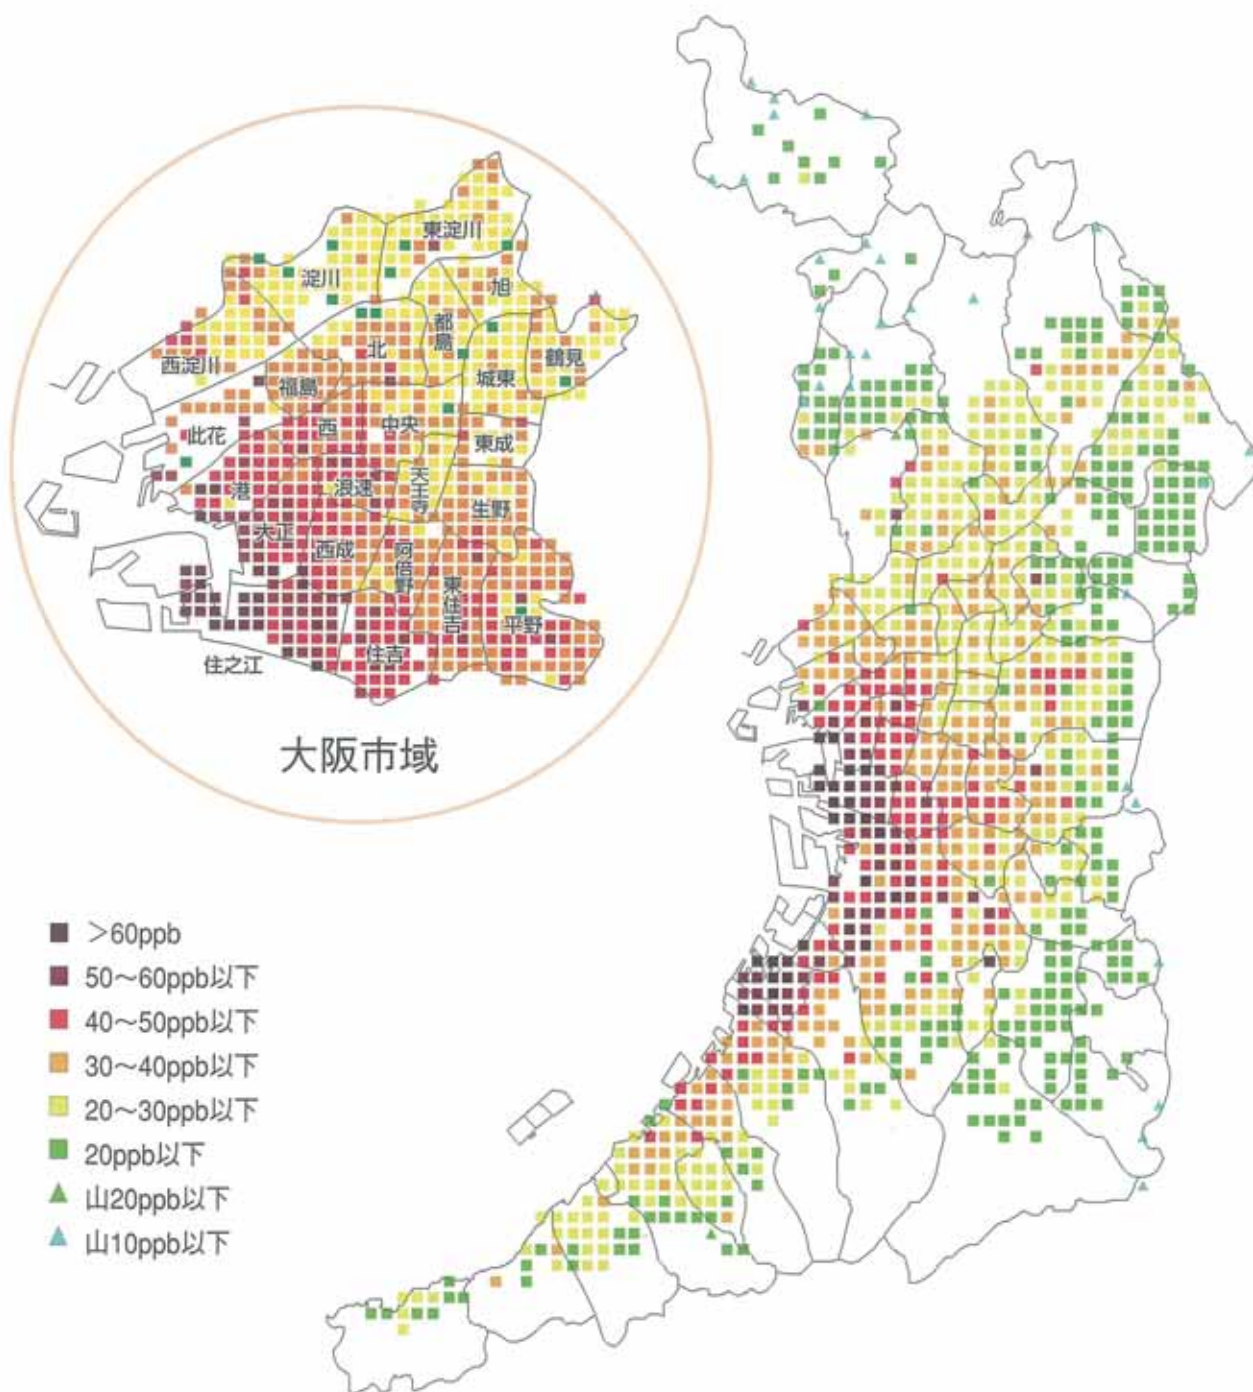 東淀川
淀川
旭
都島
北
鶴見
西淀川
城東
福島
此花
西
中央
東成
港
浪速
天王寺
生野
大正
西成
阿倍野
東住吉
平野
住吉
住之江
大阪市域
＞60ppb
50～60ppb以下
40～50ppb以下
30～40ppb以下
20～30ppb以下
20ppb以下
山20ppb以下
山10ppb以下